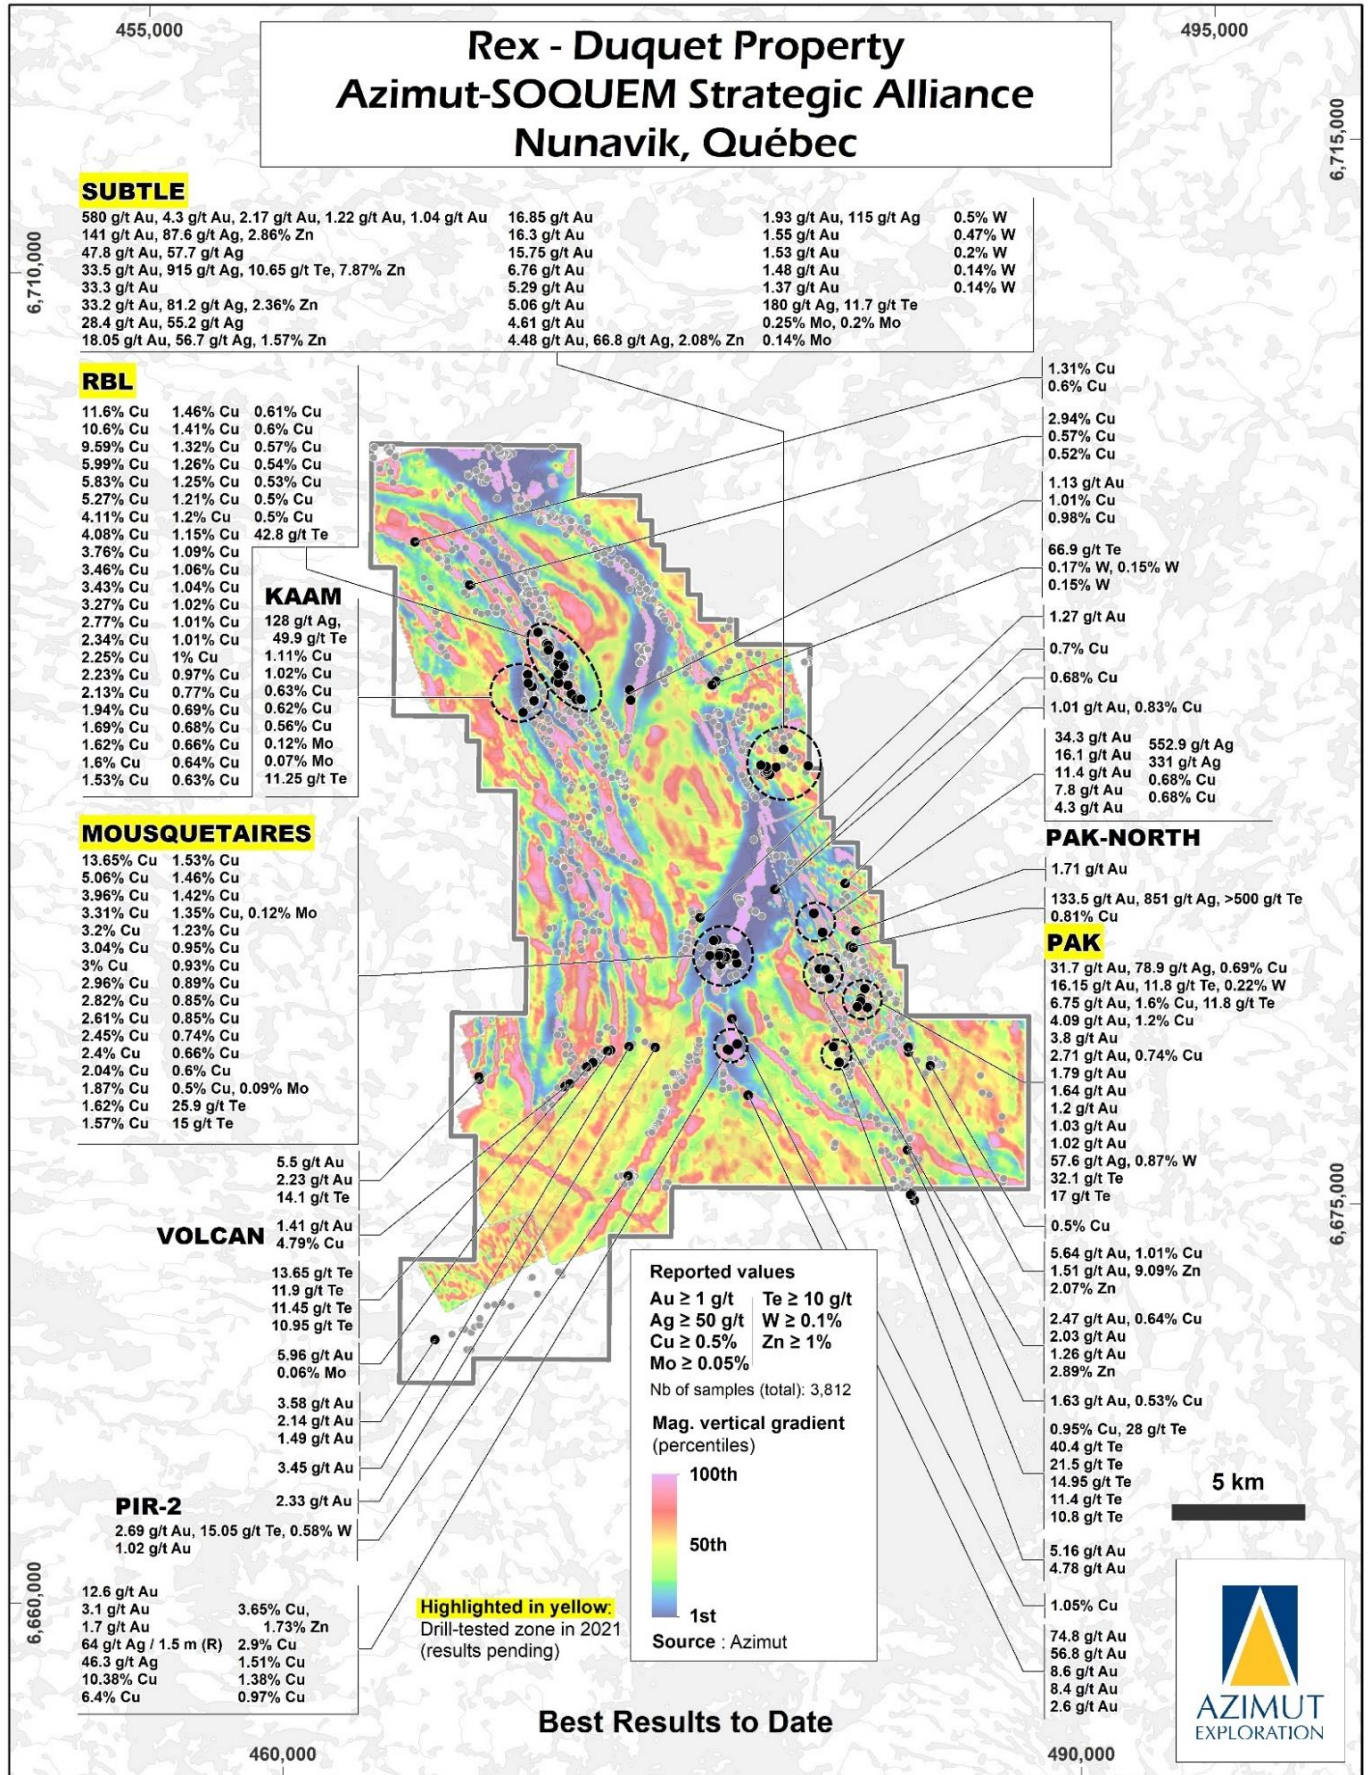 455,000
495,000
Rex - Duquet Property
Azimut-SOQUEM Strategic Alliance
Nunavik, Québec
6,715,000
6,710,000
SUBTLE
580 g/t Au, 4.3 g/t Au, 2.17 g/t Au, 1.22 g/t Au, 1.04 g/t Au
141 g/t Au, 87.6 g/t Ag, 2.86% Zn
47.8 g/t Au, 57.7 g/t Ag
33.5 g/t Au, 915 g/t Ag, 10.65 g/t Te, 7.87% Zn
33.3 g/t Au
33.2 g/t Au, 81.2 g/t Ag, 2.36% Zn
28.4 g/t Au, 55.2 g/t Ag
18.05 g/t Au, 56.7 g/t Ag, 1.57% Zn
16.85 g/t Au
16.3 g/t Au
15.75 g/t Au
6.76 g/t Au
5.29 g/t Au
5.06 g/t Au
4.61 g/t Au
4.48 g/t Au, 66.8 g/t Ag, 2.08% Zn
1.93 g/t Au, 115 g/t Ag
1.55 g/t Au
1.53 g/t Au
1.48 g/t Au
1.37 g/t Au
180 g/t Ag, 11.7 g/t Te
0.25% Mo, 0.2% Mo
0.14% Mo
0.5% W
0.47% W
0.2% W
0.14% W
0.14% W
RBL
11.6% Cu 1.46% Cu 0.61% Cu
10.6% Cu 1.41% Cu 0.6% Cu
9.59% Cu 1.32% Cu 0.57% Cu
5.99% Cu 1.26% Cu 0.54% Cu
5.83% Cu 1.25% Cu 0.53% Cu
5.27% Cu 1.21% Cu 0.5% Cu
4.11% Cu 1.2% Cu 0.5% Cu
4.08% Cu 1.15% Cu 42.8 g/t Te
3.76% Cu 1.09% Cu
3.46% Cu 1.06% Cu
3.43% Cu 1.04% Cu
3.27% Cu 1.02% Cu
2.77% Cu 1.01% Cu
2.34% Cu 1.01% Cu
2.25% Cu 1% Cu
2.23% Cu 0.97% Cu
2.13% Cu 0.77% Cu
1.94% Cu 0.69% Cu
1.69% Cu 0.68% Cu
1.62% Cu 0.66% Cu
1.6% Cu 0.64% Cu
1.53% Cu 0.63% Cu
KAAM
128 g/t Ag,
49.9 g/t Te
1.11% Cu
1.02% Cu
0.63% Cu
0.62% Cu
0.56% Cu
0.12% Mo
0.07% Mo
11.25 g/t Te
MOUSQUETAIRES
13.65% Cu 1.53% Cu
5.06% Cu 1.46% Cu
3.96% Cu 1.42% Cu
3.31% Cu 1.35% Cu, 0.12% Mo
3.2% Cu 1.23% Cu
3.04% Cu 0.95% Cu
3% Cu 0.93% Cu
2.96% Cu 0.89% Cu
2.82% Cu 0.85% Cu
2.61% Cu 0.85% Cu
2.45% Cu 0.74% Cu
2.4% Cu 0.66% Cu
2.04% Cu 0.6% Cu
1.87% Cu 0.5% Cu, 0.09% Mo
1.62% Cu 25.9 g/t Te
1.57% Cu 15 g/t Te
5.5 g/t Au
2.23 g/t Au
14.1 g/t Te
VOLCAN
1.41 g/t Au
4.79% Cu
13.65 g/t Te
11.9 g/t Te
11.45 g/t Te
10.95 g/t Te
5.96 g/t Au
0.06% Mo
3.58 g/t Au
2.14 g/t Au
1.49 g/t Au
3.45 g/t Au
2.33 g/t Au
PIR-2
2.69 g/t Au, 15.05 g/t Te, 0.58% W
1.02 g/t Au
12.6 g/t Au
3.1 g/t Au
1.7 g/t Au
64 g/t Ag / 1.5 m (R)
46.3 g/t Ag
10.38% Cu
6.4% Cu
3.65% Cu,
1.73% Zn
2.9% Cu
1.51% Cu
1.38% Cu
0.97% Cu
6,660,000
1.31% Cu
0.6% Cu
2.94% Cu
0.57% Cu
0.52% Cu
1.13 g/t Au
1.01% Cu
0.98% Cu
66.9 g/t Te
0.17% W, 0.15% W
0.15% W
1.27 g/t Au
0.7% Cu
0.68% Cu
1.01 g/t Au, 0.83% Cu
34.3 g/t Au
16.1 g/t Au
11.4 g/t Au
7.8 g/t Au
4.3 g/t Au
552.9 g/t Ag
331 g/t Ag
0.68% Cu
0.68% Cu
PAK-NORTH
1.71 g/t Au
133.5 g/t Au, 851 g/t Ag, >500 g/t Te
0.81% Cu
PAK
31.7 g/t Au, 78.9 g/t Ag, 0.69% Cu
16.15 g/t Au, 11.8 g/t Te, 0.22% W
6.75 g/t Au, 1.6% Cu, 11.8 g/t Te
4.09 g/t Au, 1.2% Cu
3.8 g/t Au
2.71 g/t Au, 0.74% Cu
1.79 g/t Au
1.64 g/t Au
1.2 g/t Au
1.03 g/t Au
1.02 g/t Au
57.6 g/t Ag, 0.87% W
32.1 g/t Te
17 g/t Te
0.5% Cu
6,675,000
5.64 g/t Au, 1.01% Cu
1.51 g/t Au, 9.09% Zn
2.07% Zn
2.47 g/t Au, 0.64% Cu
2.03 g/t Au
1.26 g/t Au
2.89% Zn
1.63 g/t Au, 0.53% Cu
0.95% Cu, 28 g/t Te
40.4 g/t Te
21.5 g/t Te
14.95 g/t Te
11.4 g/t Te
10.8 g/t Te
5.16 g/t Au
4.78 g/t Au
1.05% Cu
74.8 g/t Au
56.8 g/t Au
8.6 g/t Au
8.4 g/t Au
2.6 g/t Au
Reported values
Au ≥ 1 g/t Te ≥ 10 g/t
Ag ≥ 50 g/t W ≥ 0.1%
Cu ≥ 0.5% Zn ≥ 1%
Mo ≥ 0.05%
Nb of samples (total): 3,812
Mag. vertical gradient
(percentiles)
100th
50th
1st
Source : Azimut
Highlighted in yellow:
Drill-tested zone in 2021
(results pending)
5 km
AZIMUT
EXPLORATION
Best Results to Date
460,000
490,000